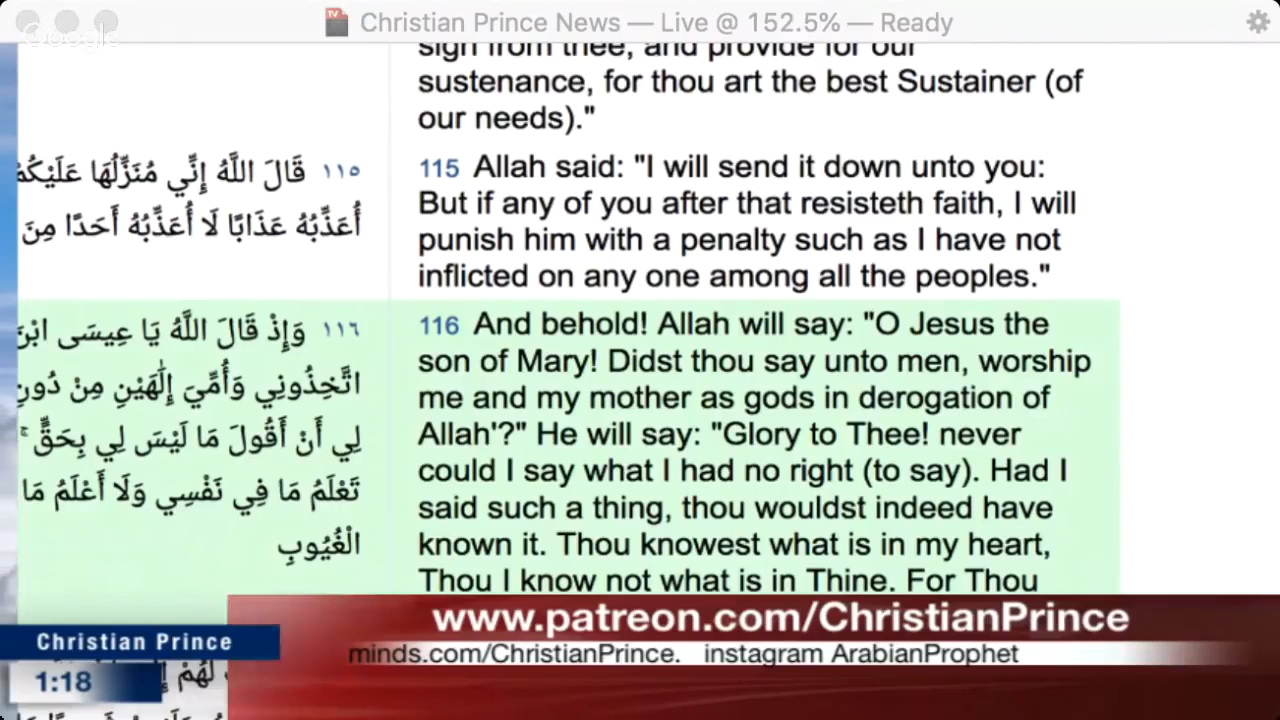 Christian Prince News — Live @ 152.5% — Ready
Google
sign from thee, and provide for our
sustenance, for thou art the best Sustainer (of
our needs)."
١١٥ قَالَ اللَّهُ إِنِّي مُنَزِّلُهَا عَلَيْكُمْ
أُعَذِّبُهُ عَذَابًا لَا أُعَذِّبُهُ أَحَدًا مِنَ
115 Allah said: "I will send it down unto you:
But if any of you after that resisteth faith, I will
punish him with a penalty such as I have not
inflicted on any one among all the peoples."
١١٦ وَإِذْ قَالَ اللَّهُ يَا عِيسَى ابْنَ
اتَّخِذُونِي وَأُمِّيَ إِلَٰهَيْنِ مِنْ دُونِ
لِي أَنْ أَقُولَ مَا لَيْسَ لِي بِحَقٍّ ۚ
تَعْلَمُ مَا فِي نَفْسِي وَلَا أَعْلَمُ مَا
الْغُيُوبِ
116 And behold! Allah will say: "O Jesus the
son of Mary! Didst thou say unto men, worship
me and my mother as gods in derogation of
Allah'?" He will say: "Glory to Thee! never
could I say what I had no right (to say). Had I
said such a thing, thou wouldst indeed have
known it. Thou knowest what is in my heart,
Thou I know not what is in Thine. For Thou
www.patreon.com/ChristianPrince
Christian Prince
minds.com/ChristianPrince. instagram ArabianProphet
لَهُمْ
1:18